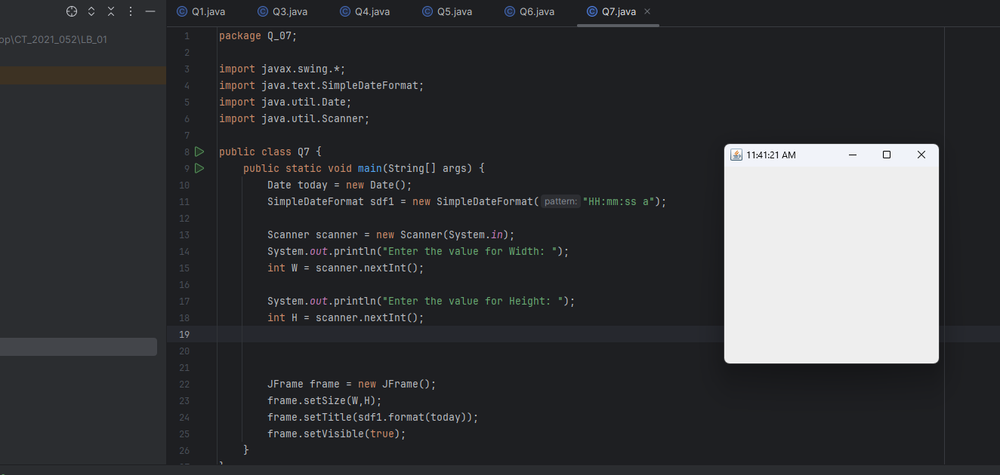 Q1.java Q3.java Q4.java Q5.java Q6.java Q7.java
op\CT_2021_052\LB_01
1 package Q_07;
2
3 import javax.swing.*;
4 import java.text.SimpleDateFormat;
5 import java.util.Date;
6 import java.util.Scanner;
7
8 public class Q7 {
9 public static void main(String[] args) {
10 Date today = new Date();
11 SimpleDateFormat sdf1 = new SimpleDateFormat( pattern: "HH:mm:ss a");
12
13 Scanner scanner = new Scanner(System.in);
14 System.out.println("Enter the value for Width: ");
15 int W = scanner.nextInt();
16
17 System.out.println("Enter the value for Height: ");
18 int H = scanner.nextInt();
19
20
21
22 JFrame frame = new JFrame();
23 frame.setSize(W,H);
24 frame.setTitle(sdf1.format(today));
25 frame.setVisible(true);
26 }
11:41:21 AM